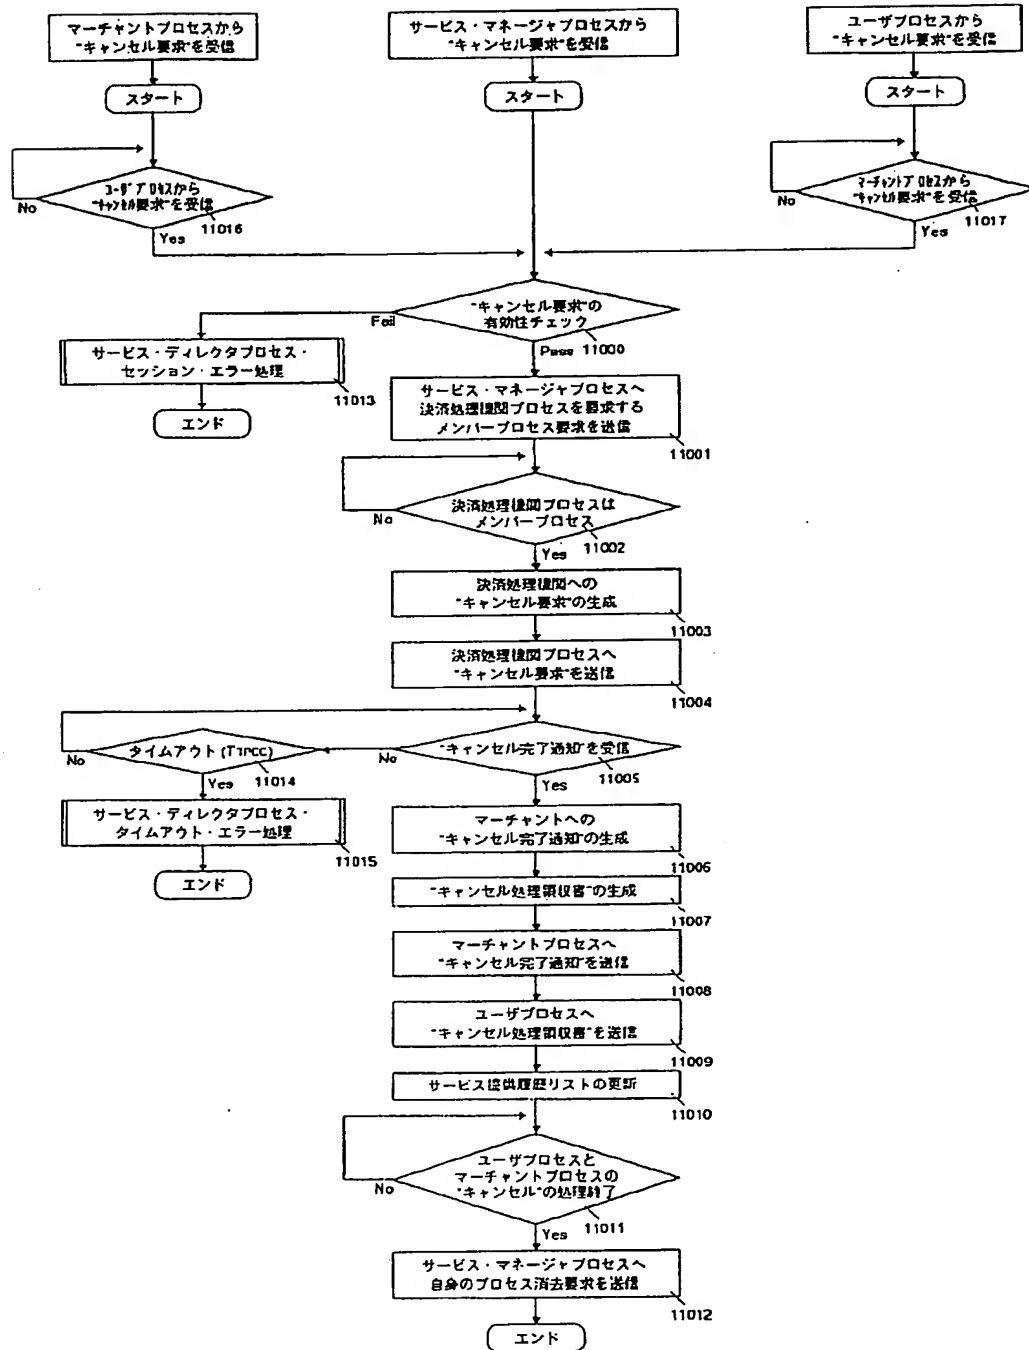 マーチャントプロセスから
"キャンセル要求"を受信
サービス・マネージャプロセスから
"キャンセル要求"を受信
ユーザプロセスから
"キャンセル要求"を受信
スタート
スタート
スタート
ユーザプロセスから
"キャンセル要求"を受信
No
11016
Yes
マーチャントプロセスから
"キャンセル要求"を受信
No
11017
Yes
"キャンセル要求"の
有効性チェック
Fail
11000
Pass
サービス・ディレクタプロセス・
セッション・エラー処理
11013
エンド
サービス・マネージャプロセスへ
決済処理機関プロセスを要求する
メンバープロセス要求を送信
11001
決済処理機関プロセスは
メンバープロセス
No
11002
Yes
決済処理機関への
"キャンセル要求"の生成
11003
決済処理機関プロセスへ
"キャンセル要求"を送信
11004
"キャンセル完了通知"を受信
No
11005
Yes
タイムアウト(TTPCC)
No
11014
Yes
サービス・ディレクタプロセス・
タイムアウト・エラー処理
11015
エンド
マーチャントへの
"キャンセル完了通知"の生成
11006
"キャンセル処理領収書"の生成
11007
マーチャントプロセスへ
"キャンセル完了通知"を送信
11008
ユーザプロセスへ
"キャンセル処理領収書"を送信
11009
サービス提供履歴リストの更新
11010
ユーザプロセスと
マーチャントプロセスの
"キャンセル"の処理終了
No
11011
Yes
サービス・マネージャプロセスへ
自身のプロセス消去要求を送信
11012
エンド